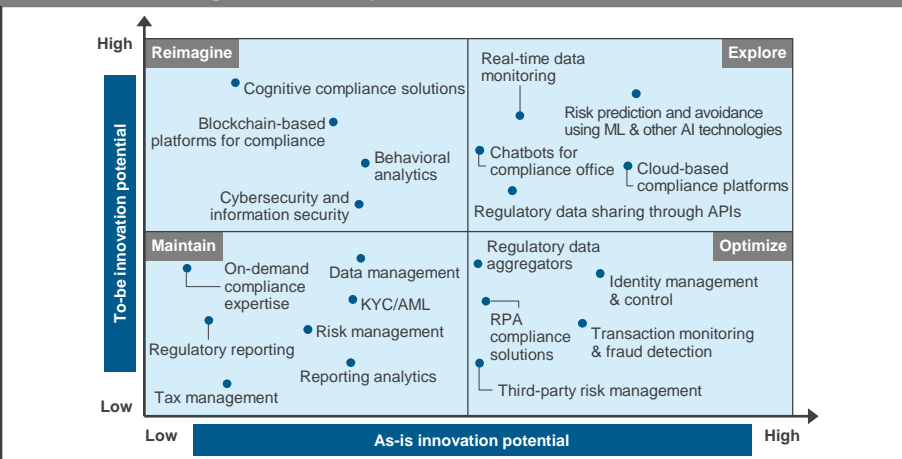 High
Reimagine
Explore
Cognitive compliance solutions
Blockchain-based
platforms for compliance
Behavioral
analytics
Cybersecurity and
information security
Real-time data
monitoring
Risk prediction and avoidance
using ML & other AI technologies
Chatbots for
compliance office
Cloud-based
compliance platforms
Regulatory data sharing through APIs
To-be innovation potential
Maintain
Optimize
On-demand
compliance
expertise
Data management
KYC/AML
Regulatory reporting
Risk management
Reporting analytics
Tax management
Regulatory data
aggregators
Identity management
& control
RPA
compliance
solutions
Transaction monitoring
& fraud detection
Third-party risk management
Low
Low
As-is innovation potential
High